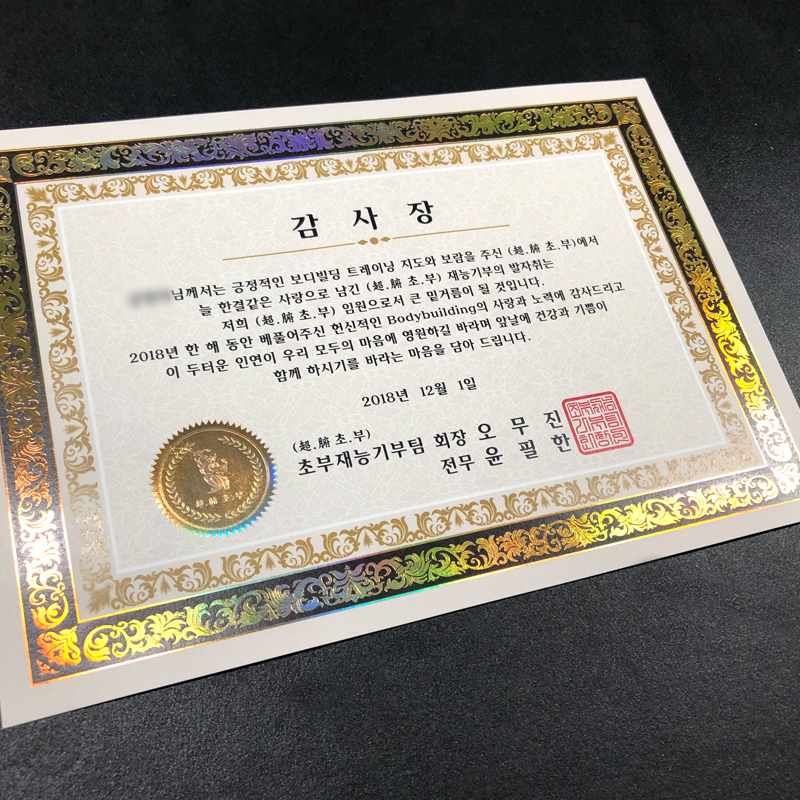 감 사 장
님께서는 긍정적인 보디빌딩 트레이닝 지도와 보람을 주신 (超.腨 초.부)에서
늘 한결같은 사랑으로 남긴 (超.腨 초.부) 재능기부의 발자취는
저희 (超.腨 초.부) 임원으로서 큰 밑거름이 될 것입니다.
2018년 한 해 동안 베풀어주신 헌신적인 Bodybuilding의 사랑과 노력에 감사드리고
이 두터운 인연이 우리 모두의 마음에 영원하길 바라며 앞날에 건강과 기쁨이
함께 하시기를 바라는 마음을 담아 드립니다.
2018년 12월 1일
(超.腨 초.부)
초부재능기부팀 회장 오 무 진
전무 윤 필 한
超.腨 초.부